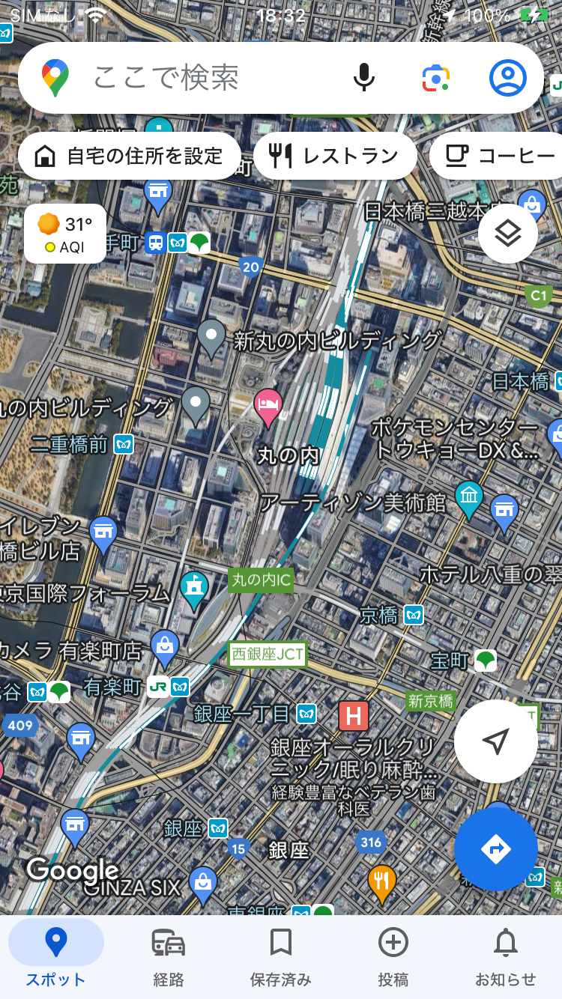 SIMなし
18:32
100%
新幹線
ここで検索
自宅の住所を設定
レストラン
コーヒー
町
苑
日本橋三越本
31°
AQI
手町
20
C1
新丸の内ビルディング
日本橋
丸の内ビルディング
二重橋前
ポケモンセンター
トウキョーDX &...
丸の内
アーティゾン美術館
イレブン
橋ビル店
ホテル八重の翠
丸の内IC
東京国際フォーラム
京橋
カメラ 有楽町店
西銀座JCT
宝町
谷
有楽町
JR
新京橋
銀座一丁目
H
409
銀座オーラルクリ
ニック/眠り麻酔...
経験豊富なベテラン歯
科医
銀座
15
銀座
316
Google
GINZA SIX
新
東銀座
スポット
経路
保存済み
投稿
お知らせ